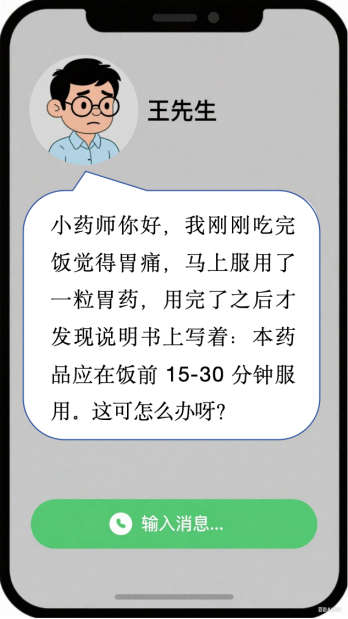 王先生
小药师你好，我刚刚吃完
饭觉得胃痛，马上服用了
一粒胃药，用完了之后才
发现说明书上写着：本药
品应在饭前 15-30 分钟服
用。这可怎么办呀？
输入消息...